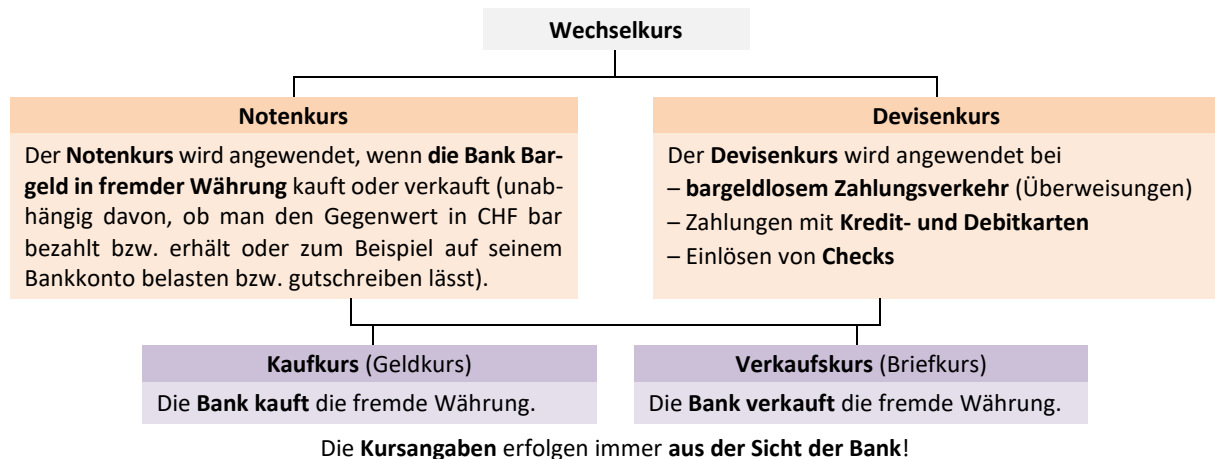 Wechselkurs
Notenkurs
Der Notenkurs wird angewendet, wenn die Bank Bar-
geld in fremder Währung kauft oder verkauft (unab-
hängig davon, ob man den Gegenwert in CHF bar
bezahlt bzw. erhält oder zum Beispiel auf seinem
Bankkonto belasten bzw. gutschreiben lässt).
Devisenkurs
Der Devisenkurs wird angewendet bei
– bargeldlosem Zahlungsverkehr (Überweisungen)
– Zahlungen mit Kredit- und Debitkarten
– Einlösen von Checks
Kaufkurs (Geldkurs)
Die Bank kauft die fremde Währung.
Verkaufskurs (Briefkurs)
Die Bank verkauft die fremde Währung.
Die Kursangaben erfolgen immer aus der Sicht der Bank!